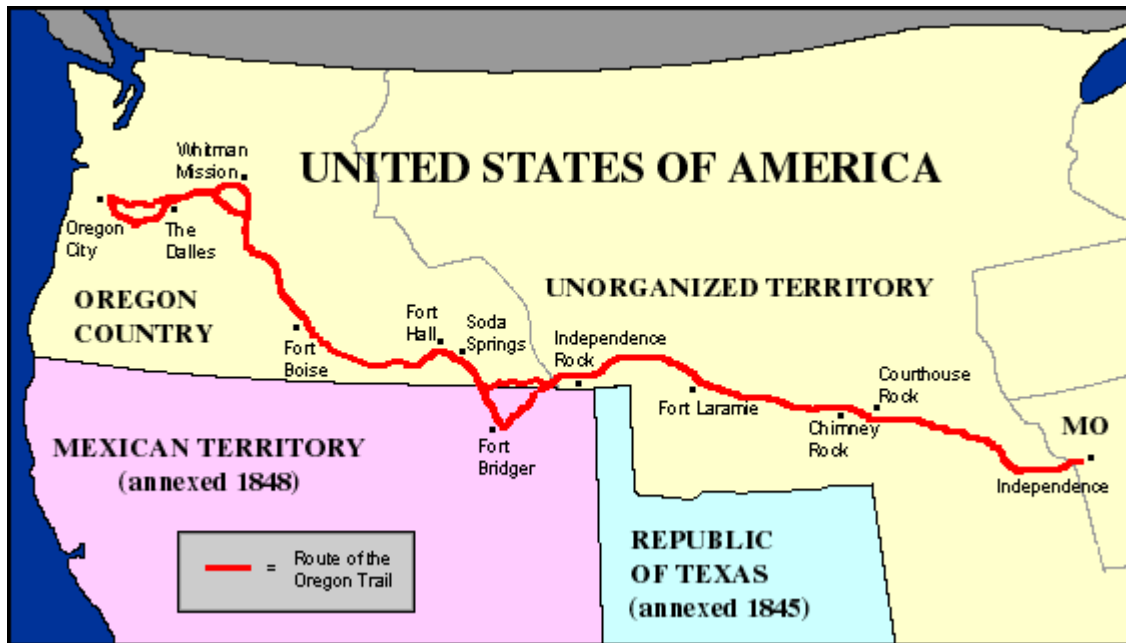 Whitman
Mission
UNITED STATES OF AMERICA
Oregon
City
The
Dalles
OREGON
COUNTRY
UNORGANIZED TERRITORY
Fort
Boise
Fort
Hall
Soda
Springs
Independence
Rock
Fort Laramie
Courthouse
Rock
Chimney
Rock
MO
Independence
Fort
Bridger
MEXICAN TERRITORY
(annexed 1848)
REPUBLIC
OF TEXAS
(annexed 1845)
= Route of the
Oregon Trail